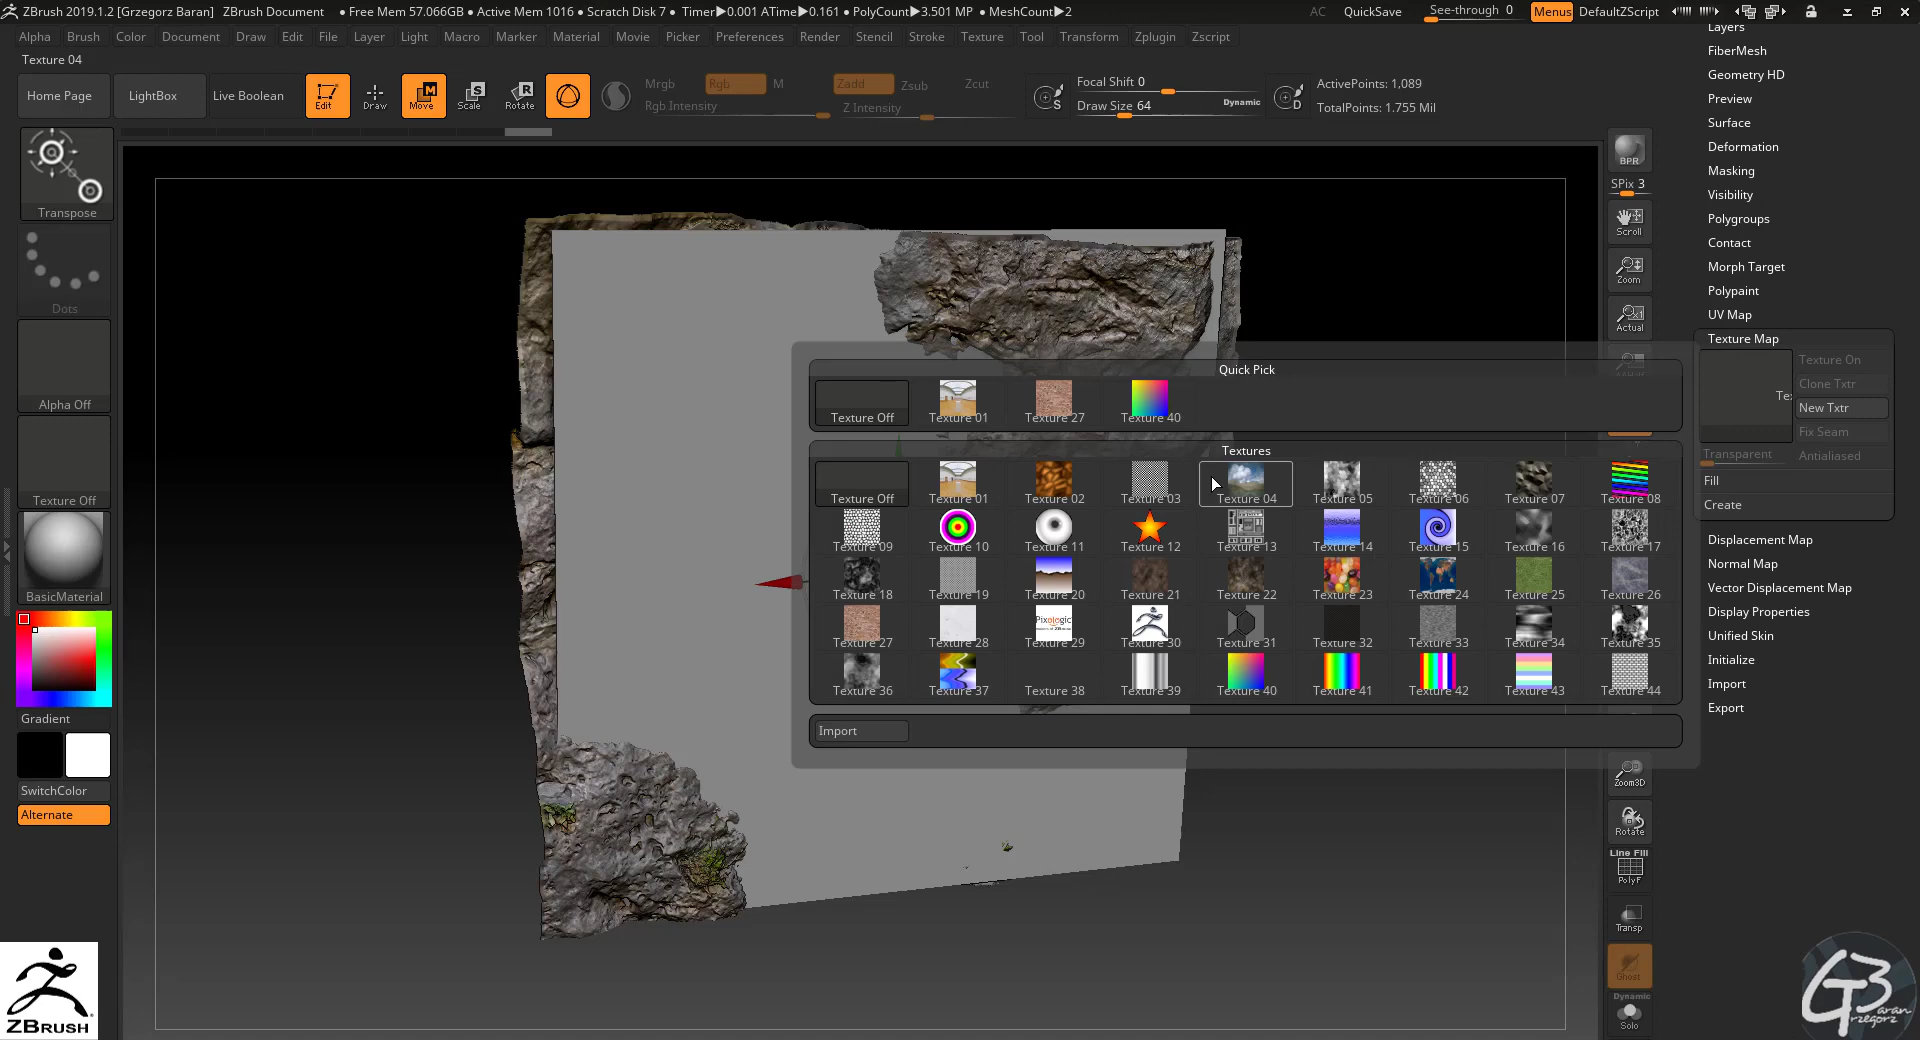 ZBrush 2019.1.2 [Grzegorz Baran] ZBrush Document • Free Mem 57.066GB • Active Mem 1016 • Scratch Disk 7 • Timer▶0.001 ATime▶0.161 • PolyCount▶3.501 MP • MeshCount▶2 AC QuickSave See-through 0 Menus DefaultZScript
Alpha Brush Color Document Draw Edit File Layer Light Macro Marker Material Movie Picker Preferences Render Stencil Stroke Texture Tool Transform Zplugin Zscript
Texture 04
Home Page
LightBox
Live Boolean
Edit
Draw
Move
Scale
Rotate
Mrgb Rgb M
Rgb Intensity
Zadd Zsub Zcut
Z Intensity
Focal Shift 0
Draw Size 64 Dynamic
ActivePoints: 1,089
TotalPoints: 1.755 Mil
Transpose
Dots
Alpha Off
Texture Off
BasicMaterial
Gradient
SwitchColor
Alternate
ZBRUSH
Quick Pick
Texture Off Texture 01 Texture 27 Texture 40
Textures
Texture Off Texture 01 Texture 02 Texture 03 Texture 04 Texture 05 Texture 06 Texture 07 Texture 08
Texture 09 Texture 10 Texture 11 Texture 12 Texture 13 Texture 14 Texture 15 Texture 16 Texture 17
Texture 18 Texture 19 Texture 20 Texture 21 Texture 22 Texture 23 Texture 24 Texture 25 Texture 26
Pixologic
Texture 27 Texture 28 Texture 29 Texture 30 Texture 31 Texture 32 Texture 33 Texture 34 Texture 35
Texture 36 Texture 37 Texture 38 Texture 39 Texture 40 Texture 41 Texture 42 Texture 43 Texture 44
Import
BPR
SPix 3
Scroll
Zoom
Actual
Zoom3D
Rotate
Line Fill
PolyF
Transp
Ghost
Dynamic
Solo
Layers
FiberMesh
Geometry HD
Preview
Surface
Deformation
Masking
Visibility
Polygroups
Contact
Morph Target
Polypaint
UV Map
Texture Map
Texture On
Clone Txtr
New Txtr
Fix Seam
Transparent Antialiased
Fill
Create
Displacement Map
Normal Map
Vector Displacement Map
Display Properties
Unified Skin
Initialize
Import
Export